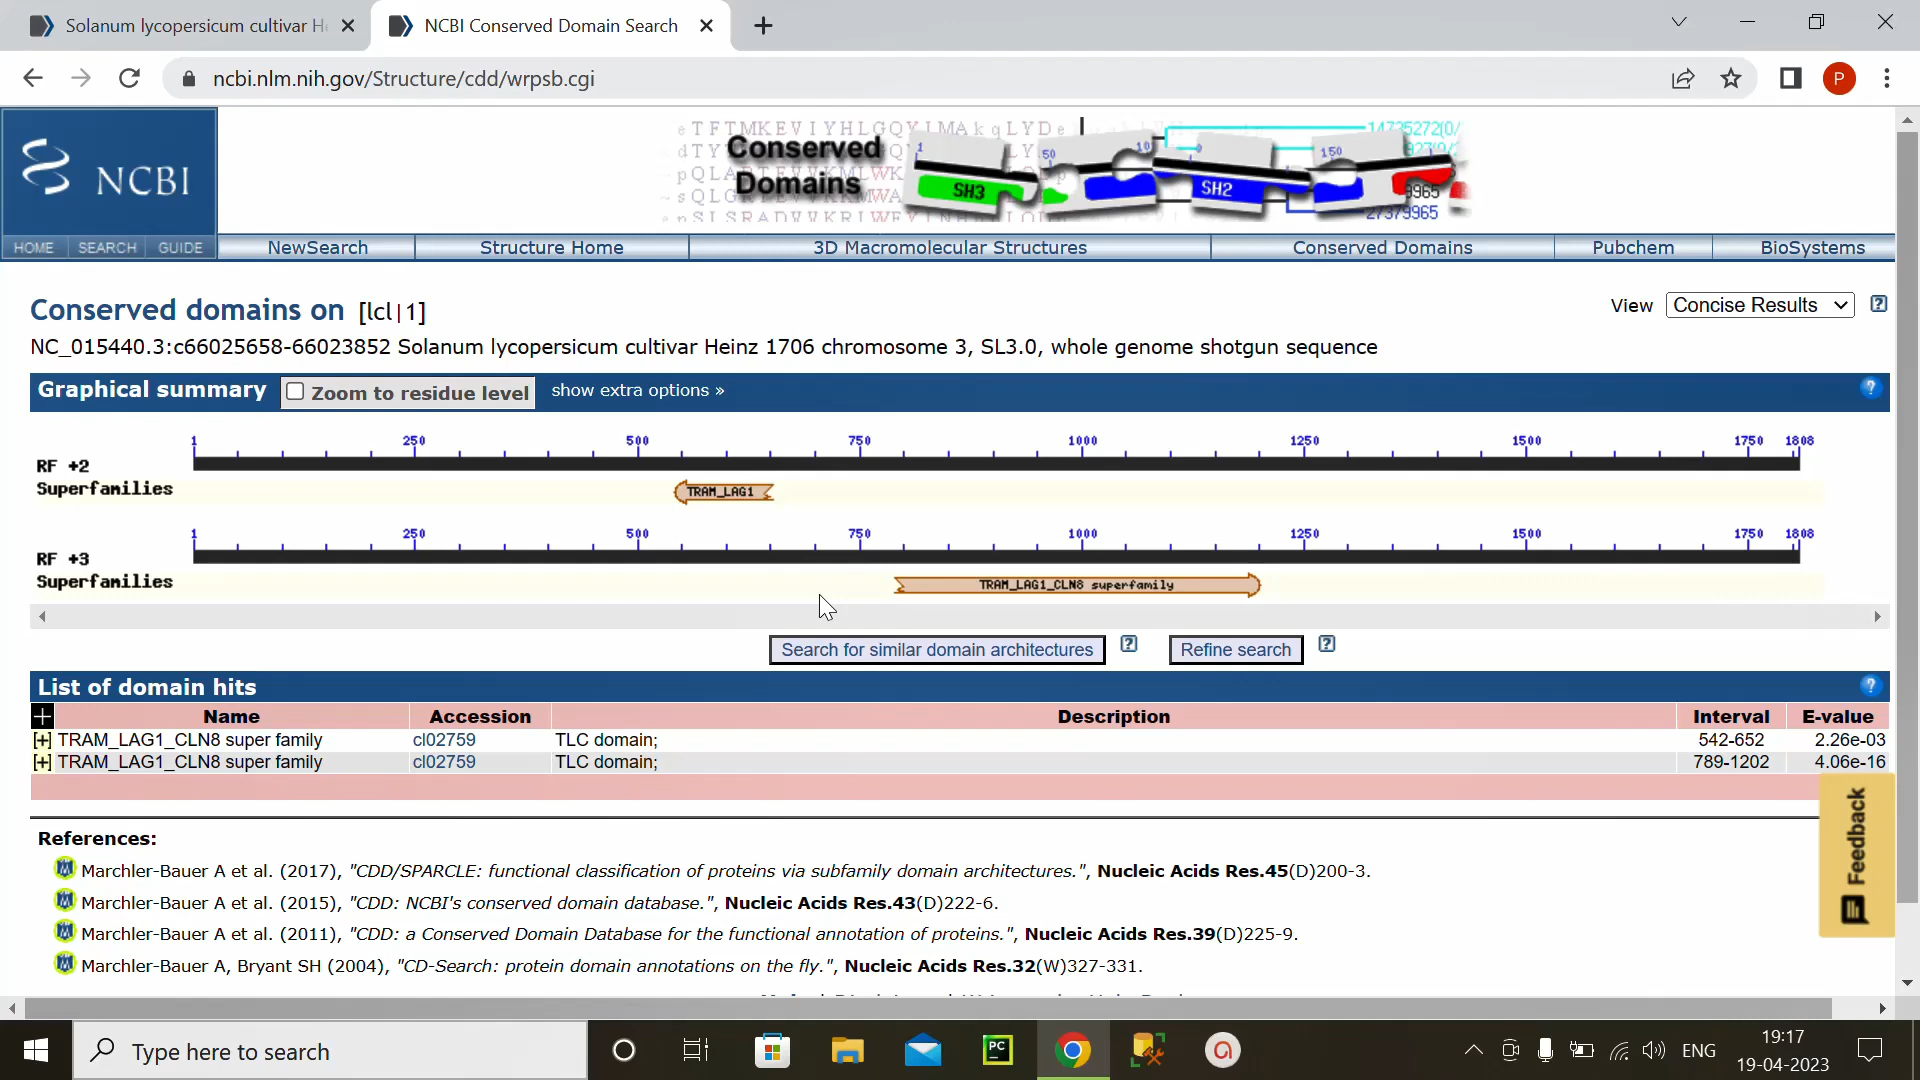 Solanum lycopersicum cultivar He
NCBI Conserved Domain Search
ncbi.nlm.nih.gov/Structure/cdd/wrpsb.cgi
P
NCBI
Conserved
Domains
SH3
SH2
1
50
150
14735272(0/
27379965
HOME SEARCH GUIDE NewSearch Structure Home 3D Macromolecular Structures Conserved Domains Pubchem BioSystems
Conserved domains on [lcl|1]
View Concise Results
NC_015440.3:c66025658-66023852 Solanum lycopersicum cultivar Heinz 1706 chromosome 3, SL3.0, whole genome shotgun sequence
Graphical summary Zoom to residue level show extra options »
1 250 500 750 1000 1250 1500 1750 1808
RF +2
Superfamilies
TRAM_LAG1
1 250 500 750 1000 1250 1500 1750 1808
RF +3
Superfamilies
TRAM_LAG1_CLN8 superfamily
Search for similar domain architectures ? Refine search ?
List of domain hits
Name Accession Description Interval E-value
[+] TRAM_LAG1_CLN8 super family cl02759 TLC domain; 542-652 2.26e-03
[+] TRAM_LAG1_CLN8 super family cl02759 TLC domain; 789-1202 4.06e-16
Feedback
References:
Marchler-Bauer A et al. (2017), "CDD/SPARCLE: functional classification of proteins via subfamily domain architectures.", Nucleic Acids Res.45(D)200-3.
Marchler-Bauer A et al. (2015), "CDD: NCBI's conserved domain database.", Nucleic Acids Res.43(D)222-6.
Marchler-Bauer A et al. (2011), "CDD: a Conserved Domain Database for the functional annotation of proteins.", Nucleic Acids Res.39(D)225-9.
Marchler-Bauer A, Bryant SH (2004), "CD-Search: protein domain annotations on the fly.", Nucleic Acids Res.32(W)327-331.
Type here to search
PC
ENG
19:17
19-04-2023